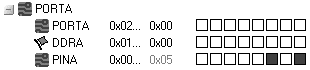 PORTA
PORTA 0x02... 0x00
DDRA 0x01... 0x00
PINA 0x00... 0x05